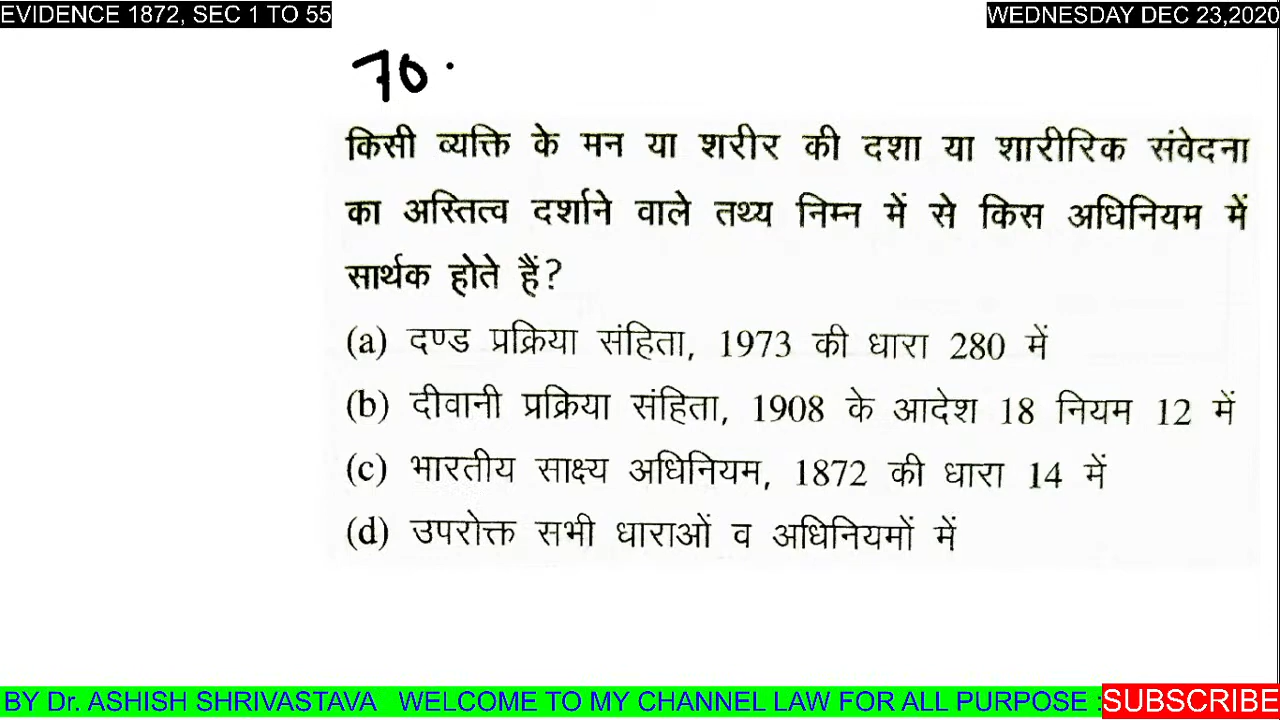 EVIDENCE 1872, SEC 1 TO 55
WEDNESDAY DEC 23,2020
70.
किसी व्यक्ति के मन या शरीर की दशा या शारीरिक संवेदना
का अस्तित्व दर्शाने वाले तथ्य निम्न में से किस अधिनियम में
सार्थक होते हैं?
(a) दण्ड प्रक्रिया संहिता, 1973 की धारा 280 में
(b) दीवानी प्रक्रिया संहिता, 1908 के आदेश 18 नियम 12 में
(c) भारतीय साक्ष्य अधिनियम, 1872 की धारा 14 में
(d) उपरोक्त सभी धाराओं व अधिनियमों में
BY Dr. ASHISH SHRIVASTAVA WELCOME TO MY CHANNEL LAW FOR ALL PURPOSE : SUBSCRIBE